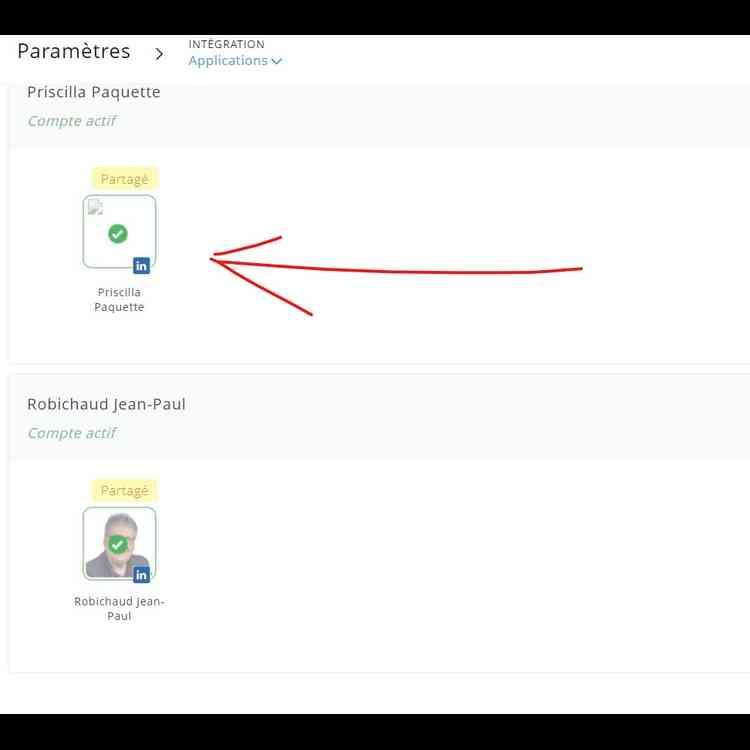 Paramètres
INTÉGRATION
Applications
Priscilla Paquette
Compte actif
Partagé
in
Priscilla
Paquette
Robichaud Jean-Paul
Compte actif
Partagé
in
Robichaud Jean-
Paul